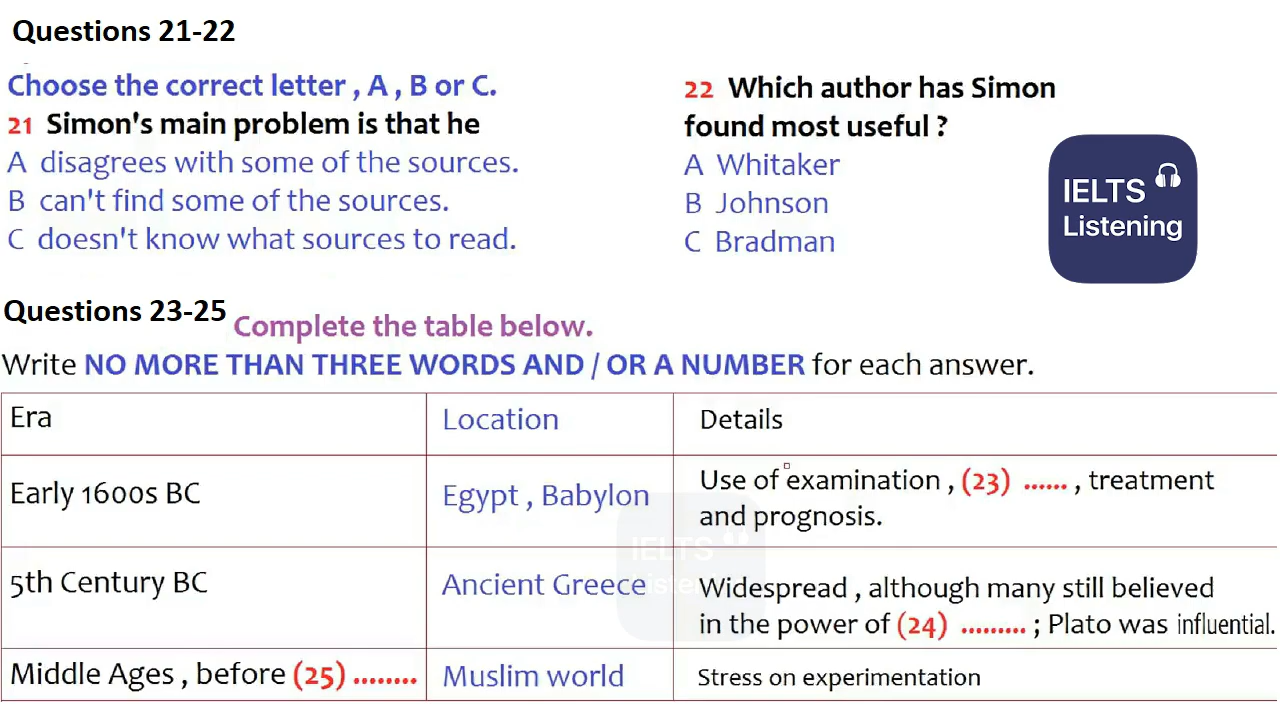 Questions 21-22
Choose the correct letter , A , B or C.
21 Simon's main problem is that he
A disagrees with some of the sources.
B can't find some of the sources.
C doesn't know what sources to read.
22 Which author has Simon
found most useful ?
A Whitaker
B Johnson
C Bradman
IELTS
Listening
Questions 23-25
Complete the table below.
Write NO MORE THAN THREE WORDS AND / OR A NUMBER for each answer.
Era
Location
Details
Early 1600s BC
Egypt , Babylon
Use of examination , (23) ...... , treatment
and prognosis.
5th Century BC
Ancient Greece
Widespread , although many still believed
in the power of (24) ......... ; Plato was influential.
Middle Ages , before (25) ........
Muslim world
Stress on experimentation
IELTS
Listening